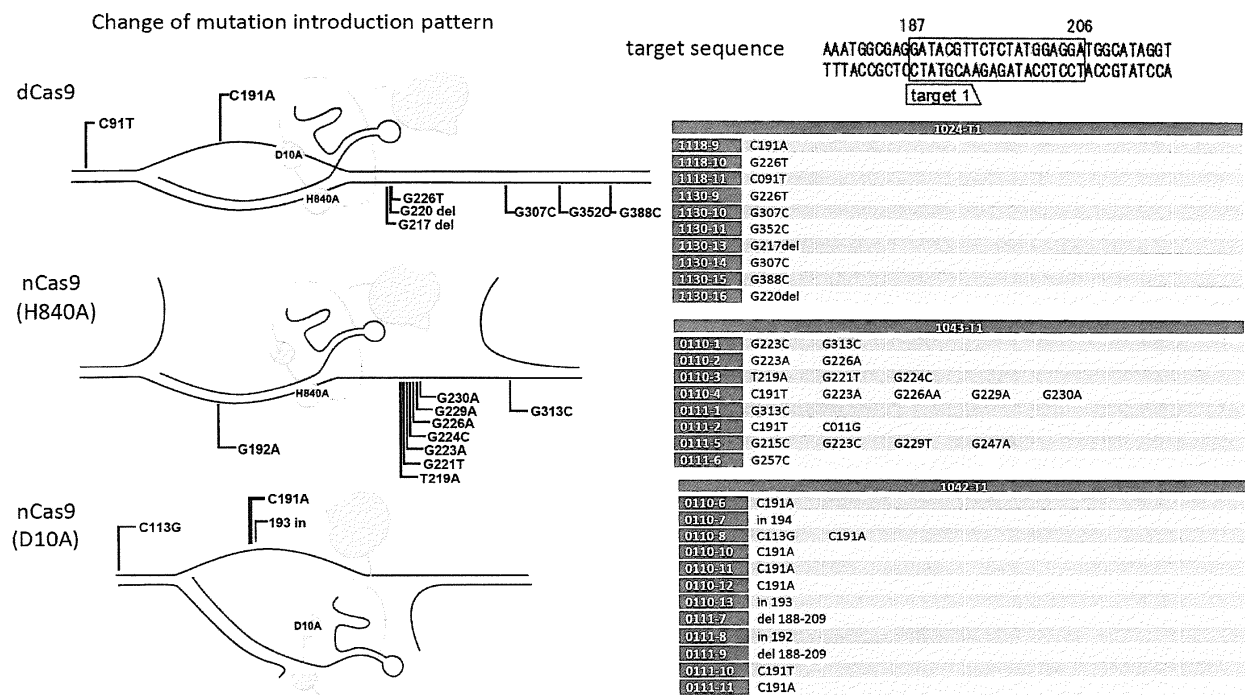 Change of mutation introduction pattern
dCas9
C91T
C191A
D10A
H840A
G226T
G220 del
G217 del
G307C
G352C
G388C
nCas9
(H840A)
H840A
G192A
G230A
G229A
G226A
G224C
G223A
G221T
T219A
G313C
nCas9
(D10A)
C113G
C191A
193 in
D10A
187 206
target sequence AAATGGCGAGGATACGTTCTCTATGGAGGATGGCATAGGT
TTTACCGCTCCTATGCAAGAGATACCTCCTACCGTATCCA
target 1
1024-T1
1118-9 C191A
1118-10 G226T
1118-11 C091T
1130-9 G226T
1130-10 G307C
1130-11 G352C
1130-13 G217del
1130-14 G307C
1130-15 G388C
1130-16 G220del
1043-T1
0110-1 G223C G313C
0110-2 G223A G226A
0110-3 T219A G221T G224C
0110-4 C191T G223A G226AA G229A G230A
0111-1 G313C
0111-2 C191T C011G
0111-5 G215C G223C G229T G247A
0111-6 G257C
1042-T1
0110-6 C191A
0110-7 in 194
0110-8 C113G C191A
0110-10 C191A
0110-11 C191A
0110-12 C191A
0110-13 in 193
0111-7 del 188-209
0111-8 in 192
0111-9 del 188-209
0111-10 C191T
0111-11 C191A